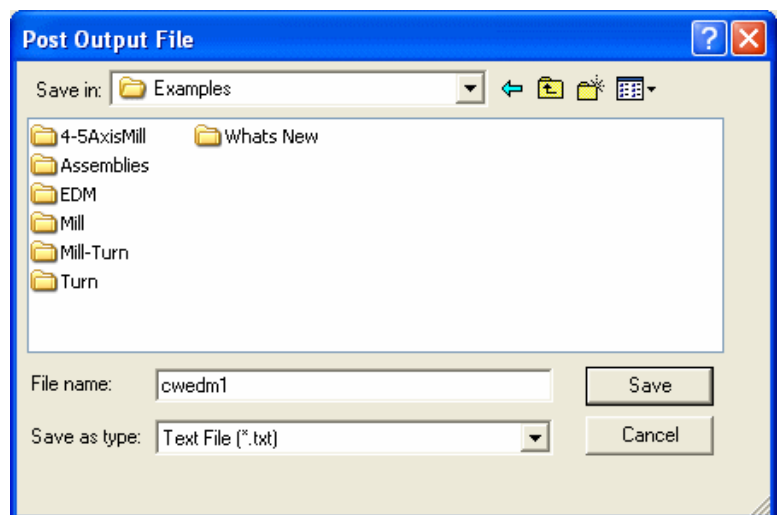 Post Output File
Save in: Examples
4-5AxisMill
Whats New
Assemblies
EDM
Mill
Mill-Turn
Turn
File name: cwedm1 Save
Save as type: Text File (*.txt) Cancel